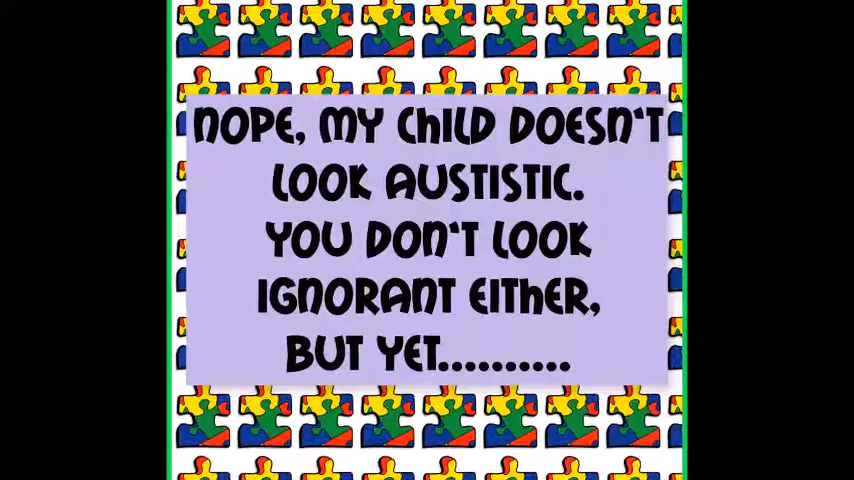 NOPE, MY CHILD DOESN'T
LOOK AUSTISTIC.
YOU DON'T LOOK
IGNORANT EITHER,
BUT YET..........